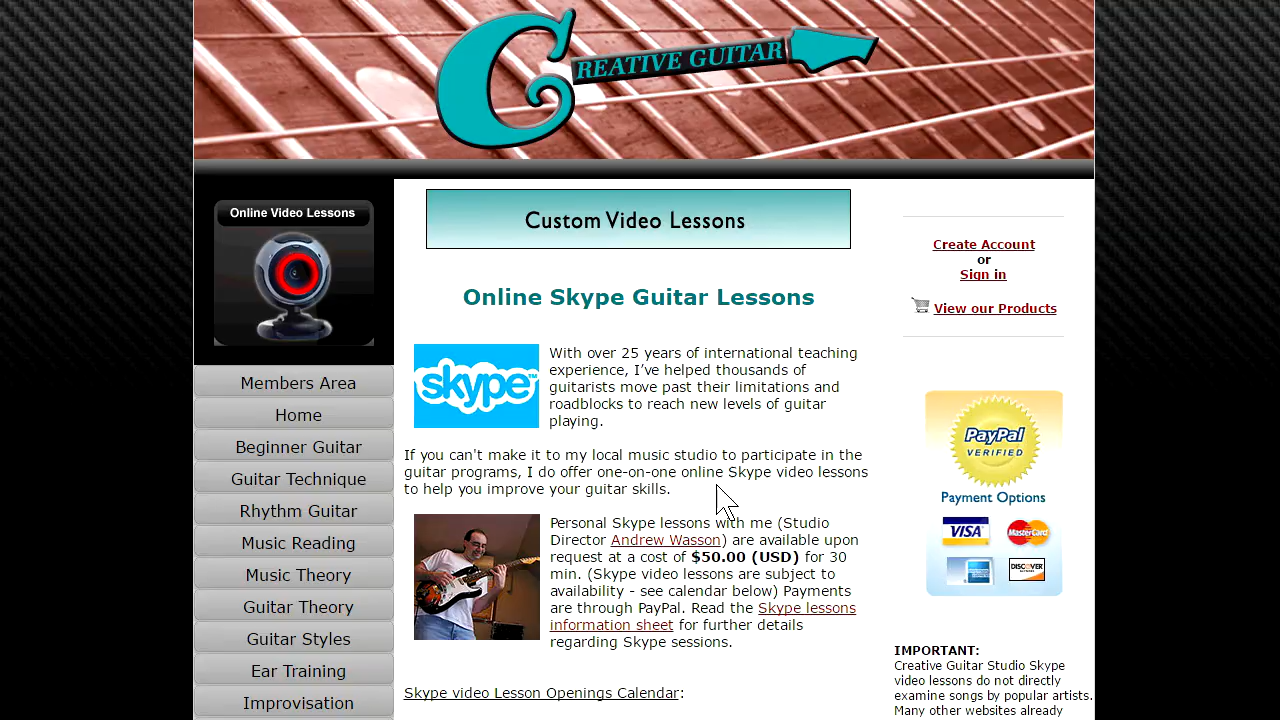 CREATIVE GUITAR
Online Video Lessons
Members Area
Home
Beginner Guitar
Guitar Technique
Rhythm Guitar
Music Reading
Music Theory
Guitar Theory
Guitar Styles
Ear Training
Improvisation
Custom Video Lessons
Online Skype Guitar Lessons
skype™
With over 25 years of international teaching
experience, I’ve helped thousands of
guitarists move past their limitations and
roadblocks to reach new levels of guitar
playing.
If you can't make it to my local music studio to participate in the
guitar programs, I do offer one-on-one online Skype video lessons
to help you improve your guitar skills.
Personal Skype lessons with me (Studio
Director Andrew Wasson) are available upon
request at a cost of $50.00 (USD) for 30
min. (Skype video lessons are subject to
availability - see calendar below) Payments
are through PayPal. Read the Skype lessons
information sheet for further details
regarding Skype sessions.
Skype video Lesson Openings Calendar:
Create Account
or
Sign in
View our Products
PayPal
VERIFIED
Payment Options
VISA
MasterCard
DISCOVER
IMPORTANT:
Creative Guitar Studio Skype
video lessons do not directly
examine songs by popular artists.
Many other websites already